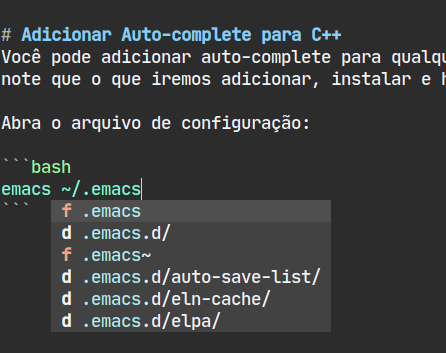 # Adicionar Auto-complete para C++
Você pode adicionar auto-complete para qualqu
note que o que iremos adicionar, instalar e h
Abra o arquivo de configuração:
```bash
emacs ~/.emacs
```
f .emacs
d .emacs.d/
f .emacs~
d .emacs.d/auto-save-list/
d .emacs.d/eln-cache/
d .emacs.d/elpa/